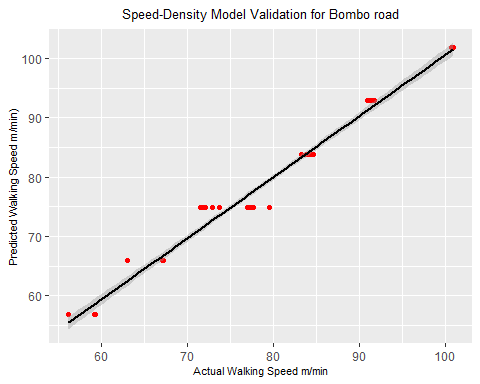 Speed-Density Model Validation for Bombo road
Predicted Walking Speed m/min)
100
90
80
70
60
60 70 80 90 100
Actual Walking Speed m/min